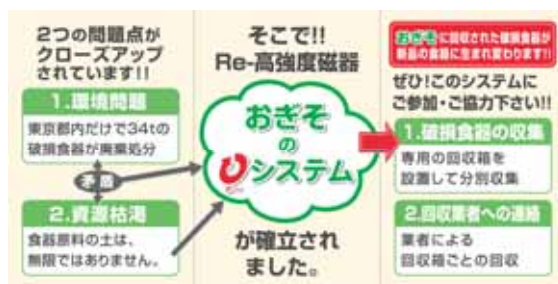 2つの問題点が
クローズアップ
されています!!
1.環境問題
東京都内だけで34tの
破損食器が廃棄処分
矛盾
2.資源枯渇
食器原料の土は、
無限ではありません。
そこで!!
Re-高強度磁器
おぎそ
の
りシステム
が確立され
ました。
おぎそに回収された破損食器が
新品の食器に生まれ変わります!!
ぜひ!このシステムに
ご参加・ご協力下さい!!
1.破損食器の収集
専用の回収箱を
設置して分別収集
2.回収業者への連絡
業者による
回収箱ごとの回収